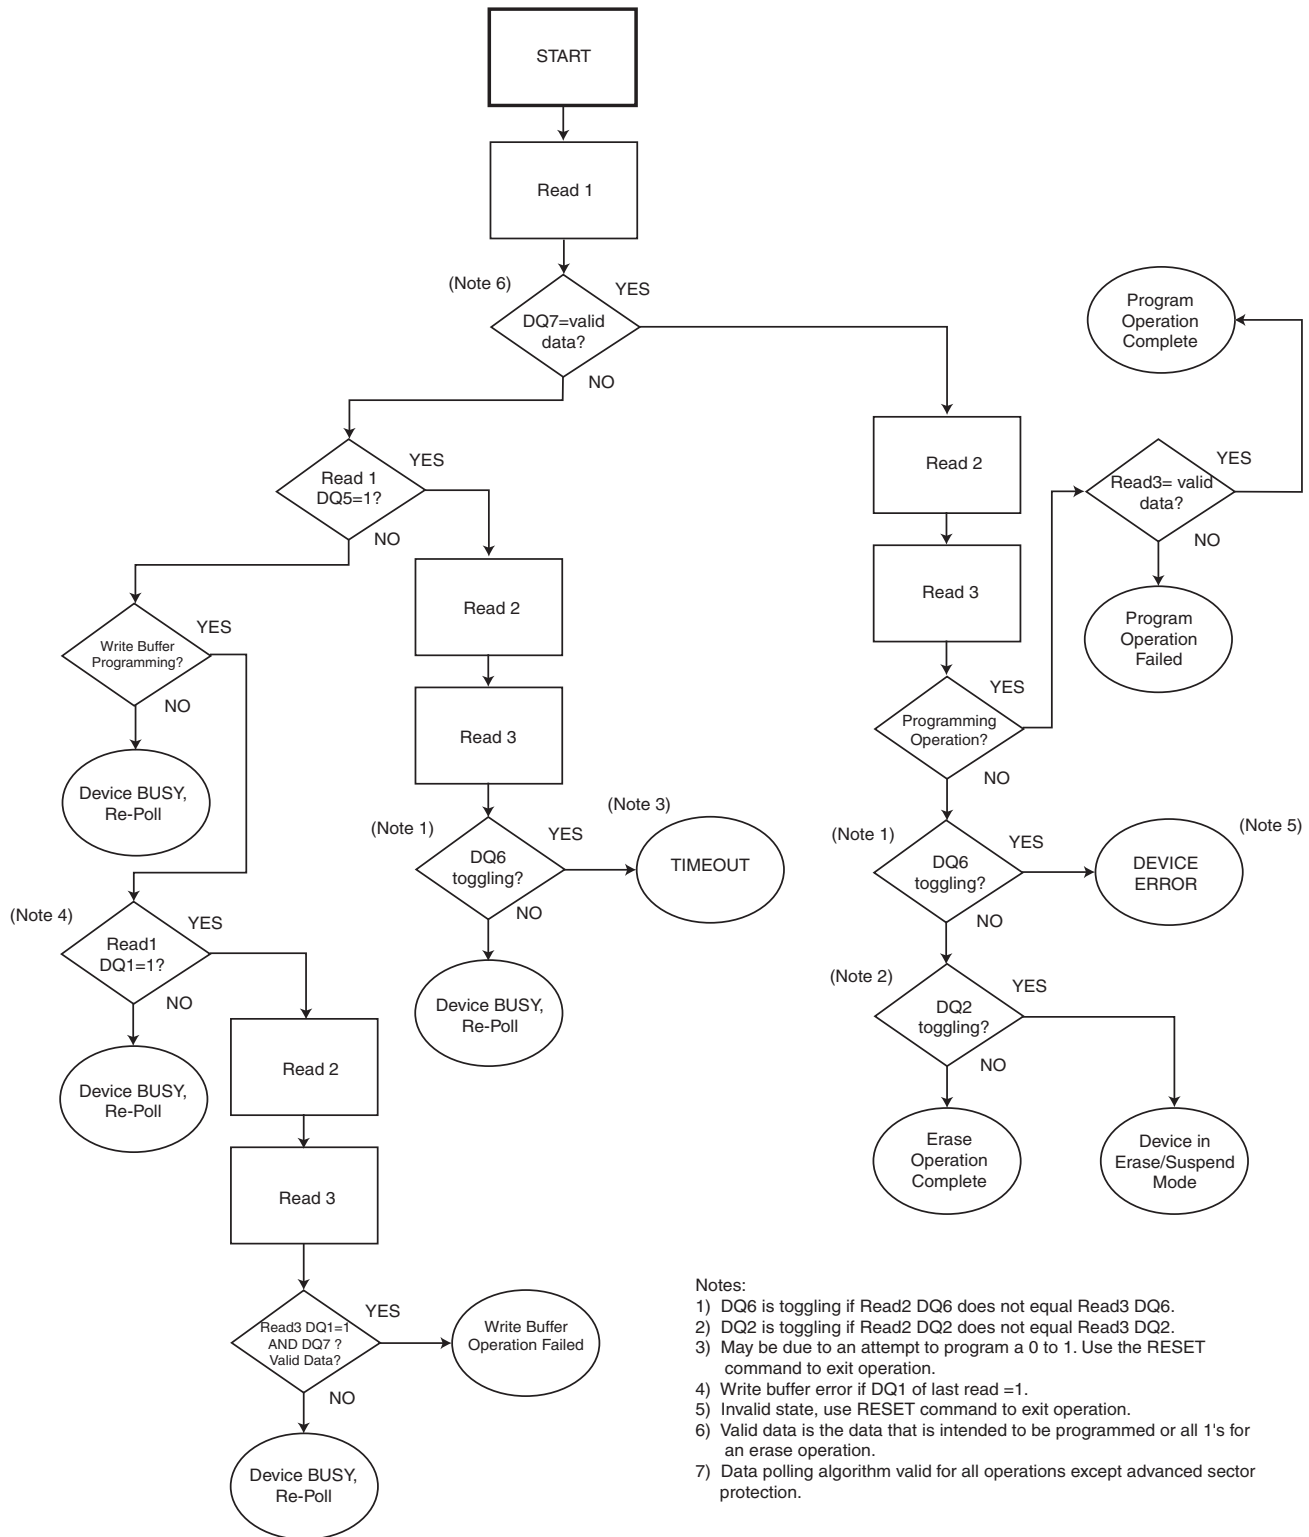 START
Read 1
(Note 6)
YES
DQ7=valid
data?
NO
Program
Operation
Complete
Read 1
DQ5=1?
YES
NO
Read 2
Read3= valid
data?
YES
NO
Read 2
Read 3
Program
Operation
Failed
Write Buffer
Programming?
YES
NO
Read 3
Programming
Operation?
YES
NO
Device BUSY,
Re-Poll
(Note 1)
DQ6
toggling?
YES
NO
(Note 3)
TIMEOUT
(Note 1)
DQ6
toggling?
YES
NO
DEVICE
ERROR
(Note 5)
(Note 4)
Read1
DQ1=1?
YES
NO
Device BUSY,
Re-Poll
(Note 2)
DQ2
toggling?
YES
NO
Device BUSY,
Re-Poll
Read 2
Erase
Operation
Complete
Device in
Erase/Suspend
Mode
Read 3
Read3 DQ1=1
AND DQ7 ?
Valid Data?
YES
NO
Write Buffer
Operation Failed
Device BUSY,
Re-Poll
Notes:
1) DQ6 is toggling if Read2 DQ6 does not equal Read3 DQ6.
2) DQ2 is toggling if Read2 DQ2 does not equal Read3 DQ2.
3) May be due to an attempt to program a 0 to 1. Use the RESET
command to exit operation.
4) Write buffer error if DQ1 of last read =1.
5) Invalid state, use RESET command to exit operation.
6) Valid data is the data that is intended to be programmed or all 1's for
an erase operation.
7) Data polling algorithm valid for all operations except advanced sector
protection.